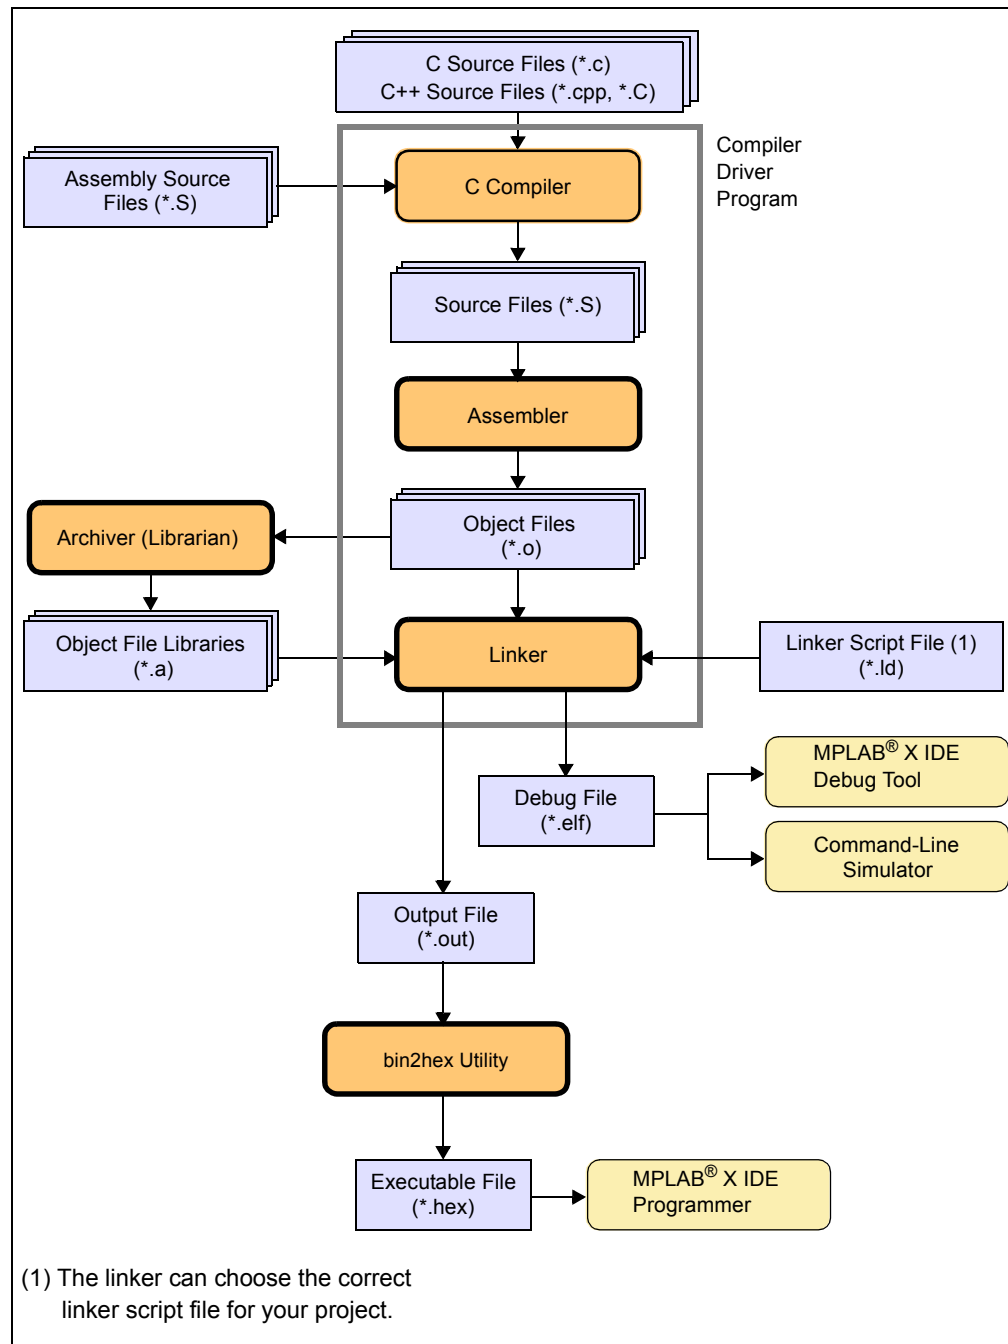 C Source Files (*.c)
C++ Source Files (*.cpp, *.C)
Compiler
Driver
Program
Assembly Source
Files (*.S)
C Compiler
Source Files (*.S)
Assembler
Archiver (Librarian)
Object Files
(*.o)
Object File Libraries
(*.a)
Linker
Linker Script File (1)
(*.ld)
MPLAB® X IDE
Debug Tool
Debug File
(*.elf)
Command-Line
Simulator
Output File
(*.out)
bin2hex Utility
Executable File
(*.hex)
MPLAB® X IDE
Programmer
(1) The linker can choose the correct
linker script file for your project.